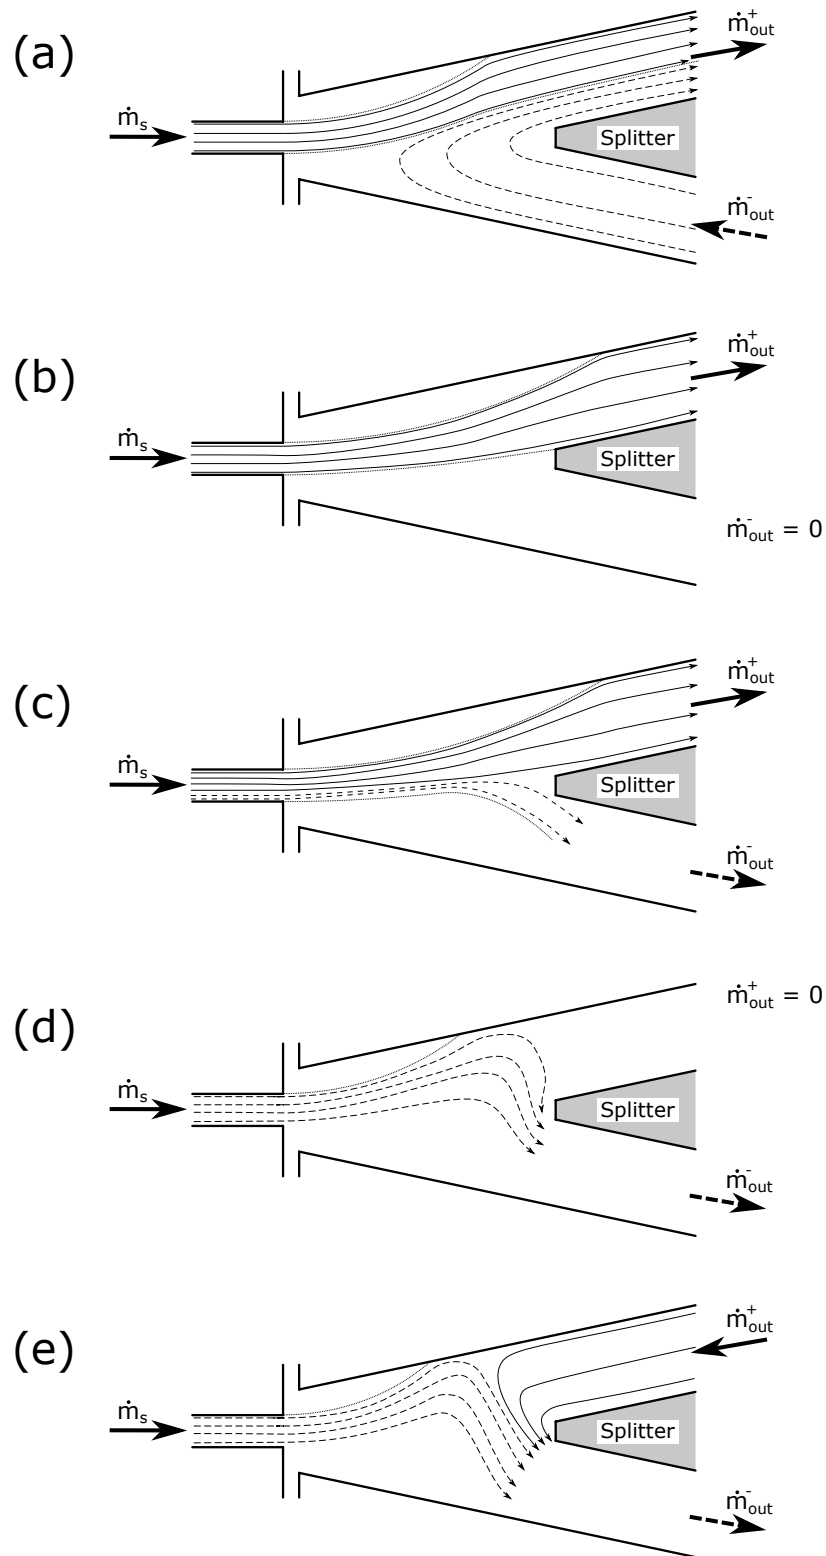 (a)
ṁ⁺out
ṁs
Splitter
ṁ⁻out
(b)
ṁ⁺out
ṁs
Splitter
ṁ⁻out = 0
(c)
ṁ⁺out
ṁs
Splitter
ṁ⁻out
(d)
ṁ⁺out = 0
ṁs
Splitter
ṁ⁻out
(e)
ṁ⁺out
ṁs
Splitter
ṁ⁻out